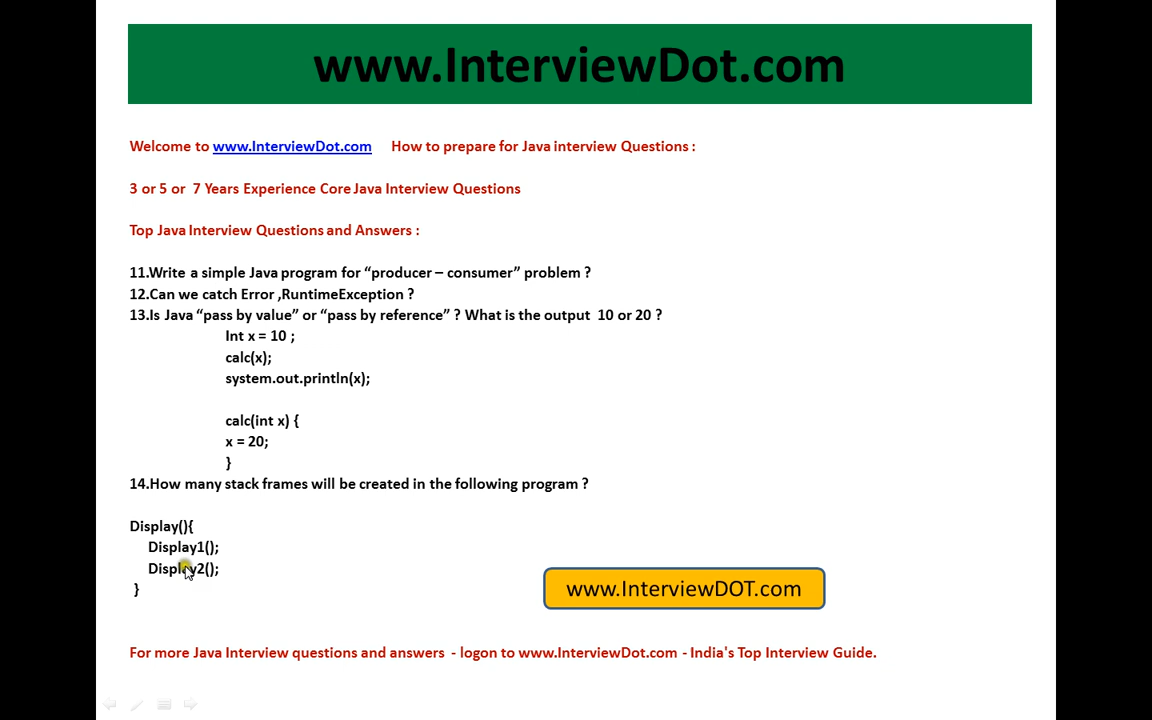 www.InterviewDot.com
Welcome to www.InterviewDot.com How to prepare for Java interview Questions :
3 or 5 or 7 Years Experience Core Java Interview Questions
Top Java Interview Questions and Answers :
11.Write a simple Java program for “producer – consumer” problem ?
12.Can we catch Error ,RuntimeException ?
13.Is Java “pass by value” or “pass by reference” ? What is the output 10 or 20 ?
Int x = 10 ;
calc(x);
system.out.println(x);
calc(int x) {
x = 20;
}
14.How many stack frames will be created in the following program ?
Display(){
Display1();
Display2();
}
www.InterviewDOT.com
For more Java Interview questions and answers - logon to www.InterviewDot.com - India's Top Interview Guide.